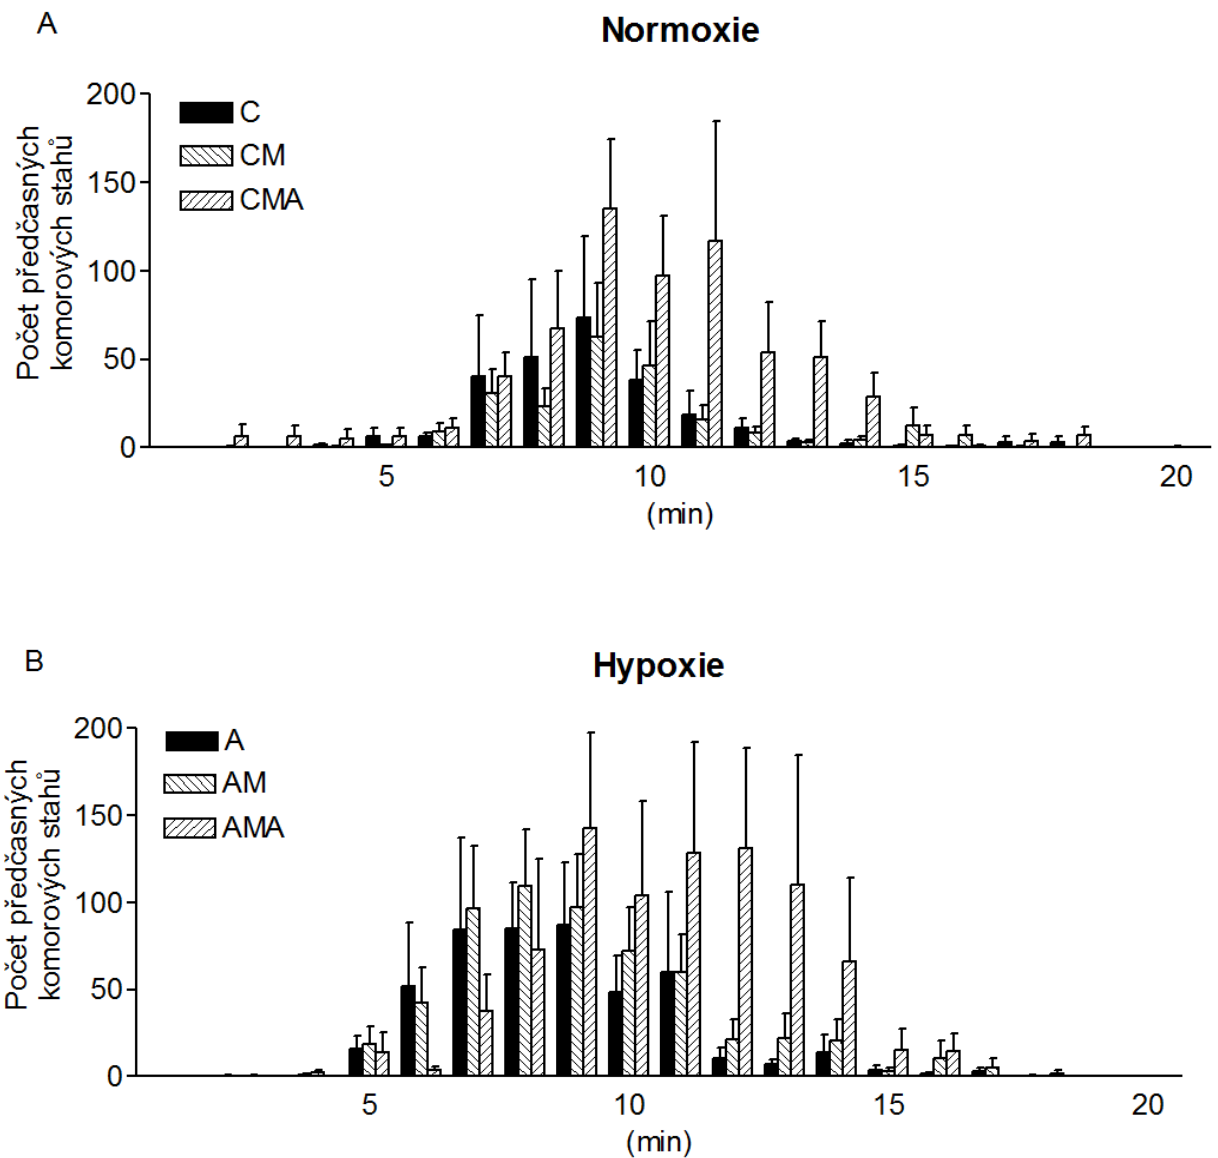 A
Normoxie
Počet předčasných
komorových stahů
200
150
100
50
0
C
CM
CMA
5
10
15
20
(min)
B
Hypoxie
Počet předčasných
komorových stahů
200
150
100
50
0
A
AM
AMA
5
10
15
20
(min)